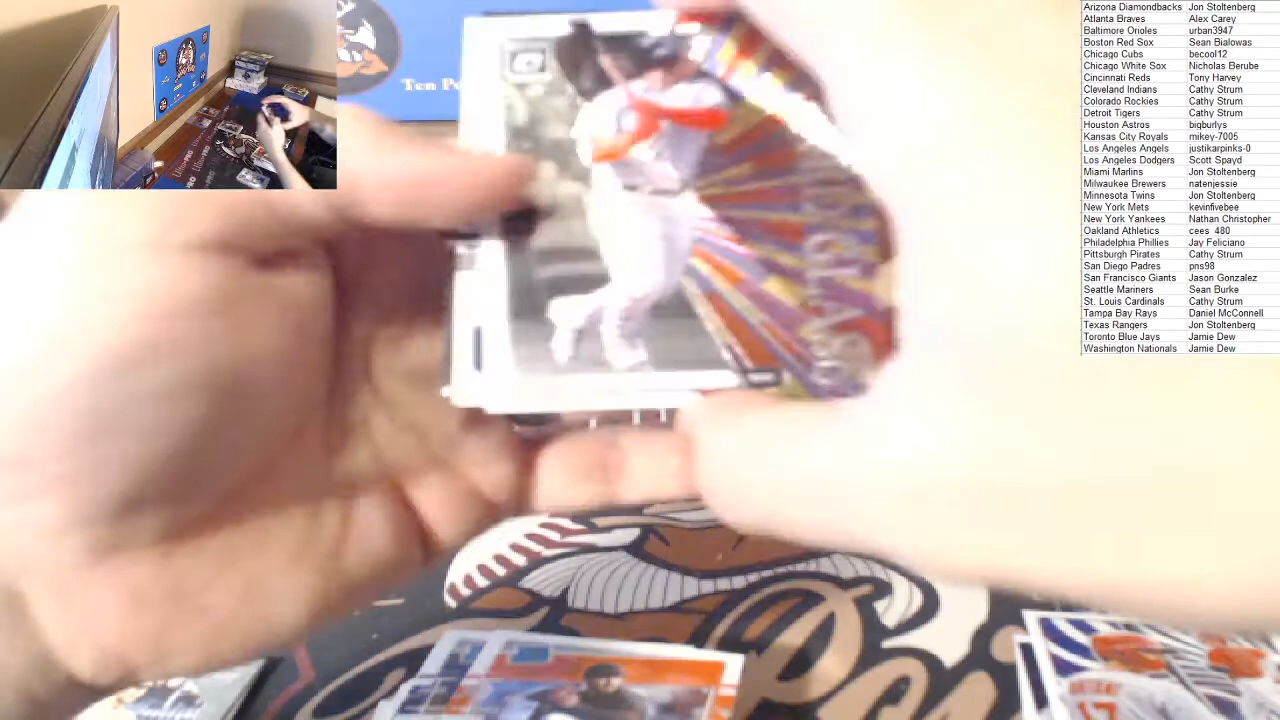 Arizona Diamondbacks Jon Stoltenberg
Atlanta Braves Alex Carey
Baltimore Orioles urban3947
Boston Red Sox Sean Bialowas
Chicago Cubs becool12
Chicago White Sox Nicholas Berube
Cincinnati Reds Tony Harvey
Cleveland Indians Cathy Strum
Colorado Rockies Cathy Strum
Detroit Tigers Cathy Strum
Houston Astros bigburlys
Kansas City Royals mikey-7005
Los Angeles Angels justikarpinks-0
Los Angeles Dodgers Scott Spayd
Miami Marlins Jon Stoltenberg
Milwaukee Brewers natenjessie
Minnesota Twins Jon Stoltenberg
New York Mets kevinfivebee
New York Yankees Nathan Christopher
Oakland Athletics cees_480
Philadelphia Phillies Jay Feliciano
Pittsburgh Pirates Cathy Strum
San Diego Padres pns98
San Francisco Giants Jason Gonzalez
Seattle Mariners Sean Burke
St. Louis Cardinals Cathy Strum
Tampa Bay Rays Daniel McConnell
Texas Rangers Jon Stoltenberg
Toronto Blue Jays Jamie Dew
Washington Nationals Jamie Dew
Ten
17